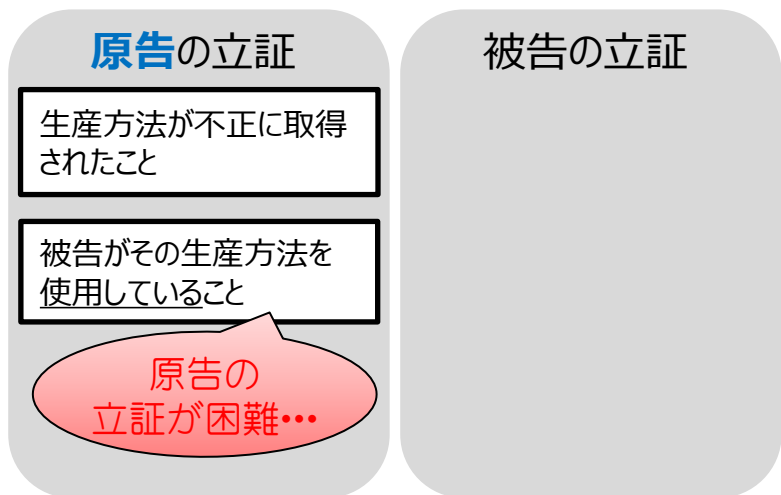 原告の立証
生産方法が不正に取得
されたこと
被告がその生産方法を
使用していること
原告の
立証が困難…
被告の立証